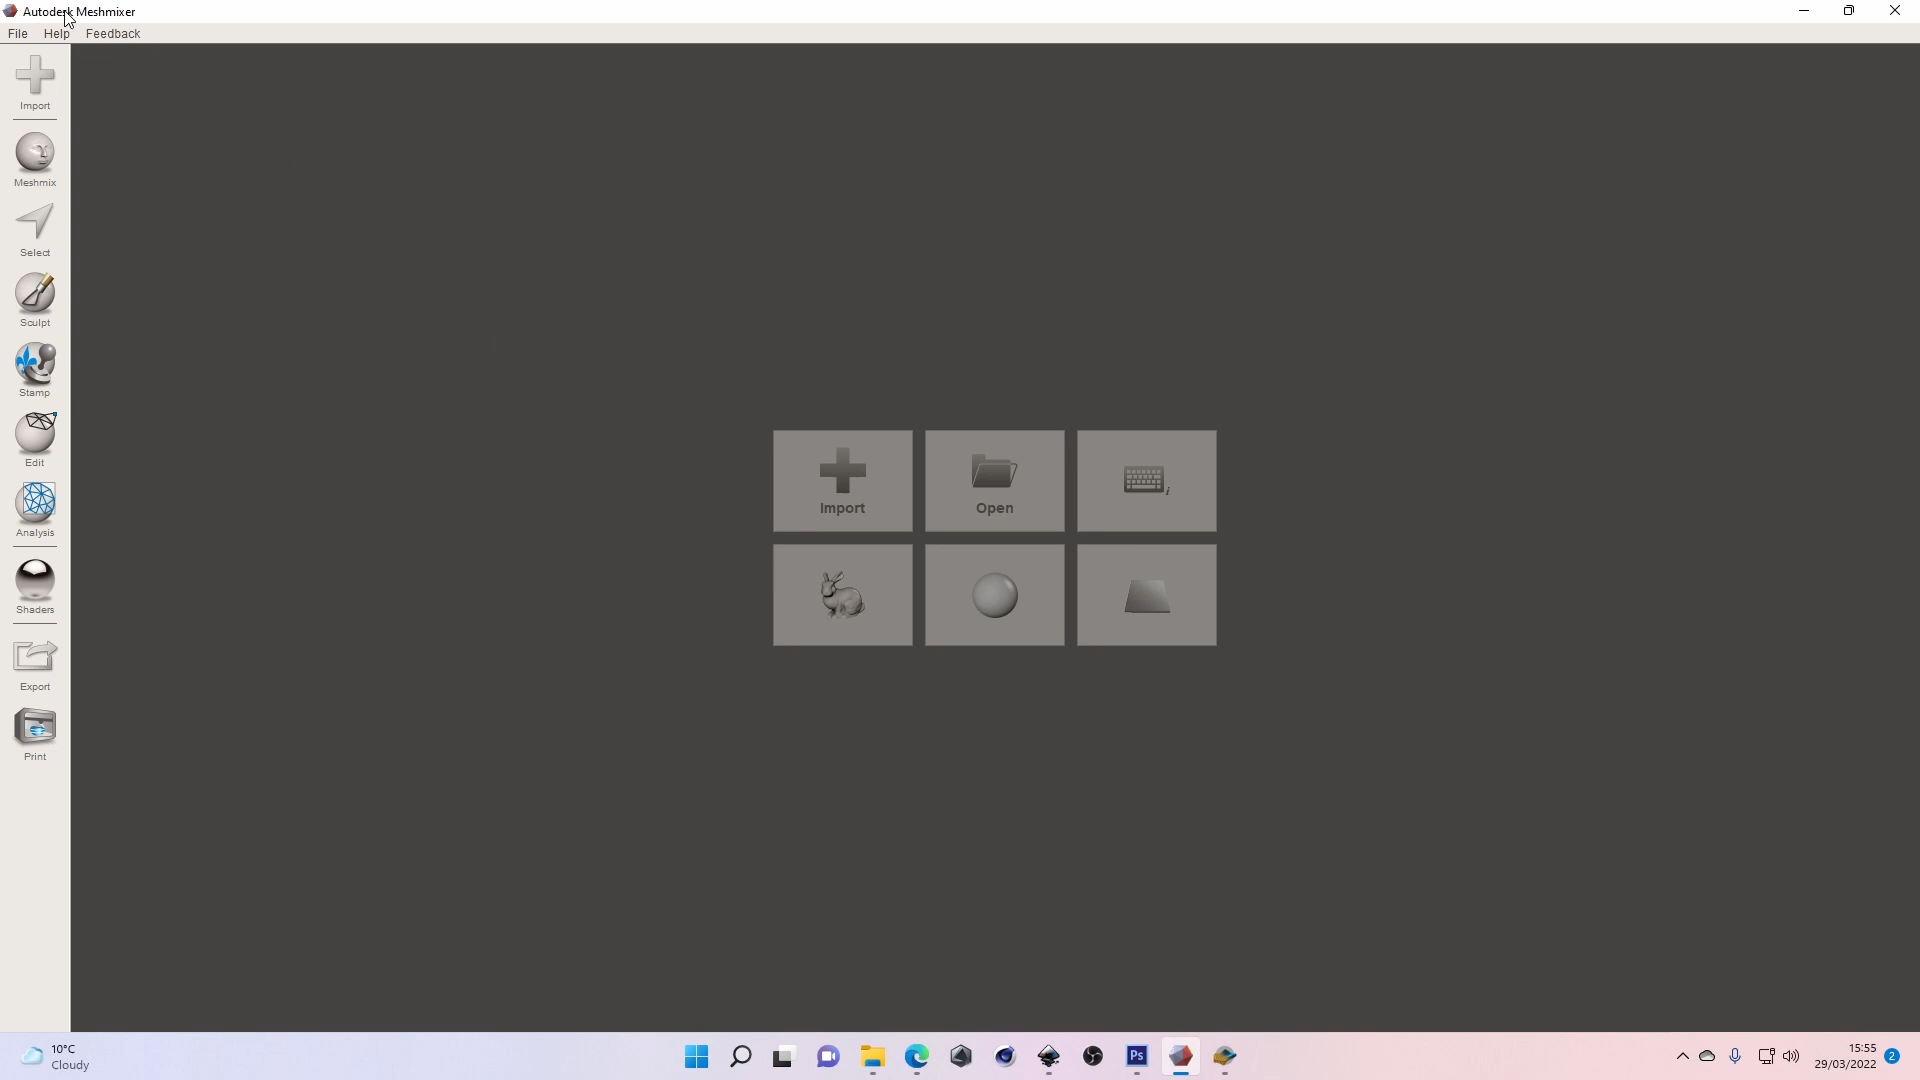 Autodesk Meshmixer
File Help Feedback
Import
Meshmix
Select
Sculpt
Stamp
Edit
Analysis
Shaders
Export
Print
Import
Open
i
10°C
Cloudy
Ps
15:55
29/03/2022
2